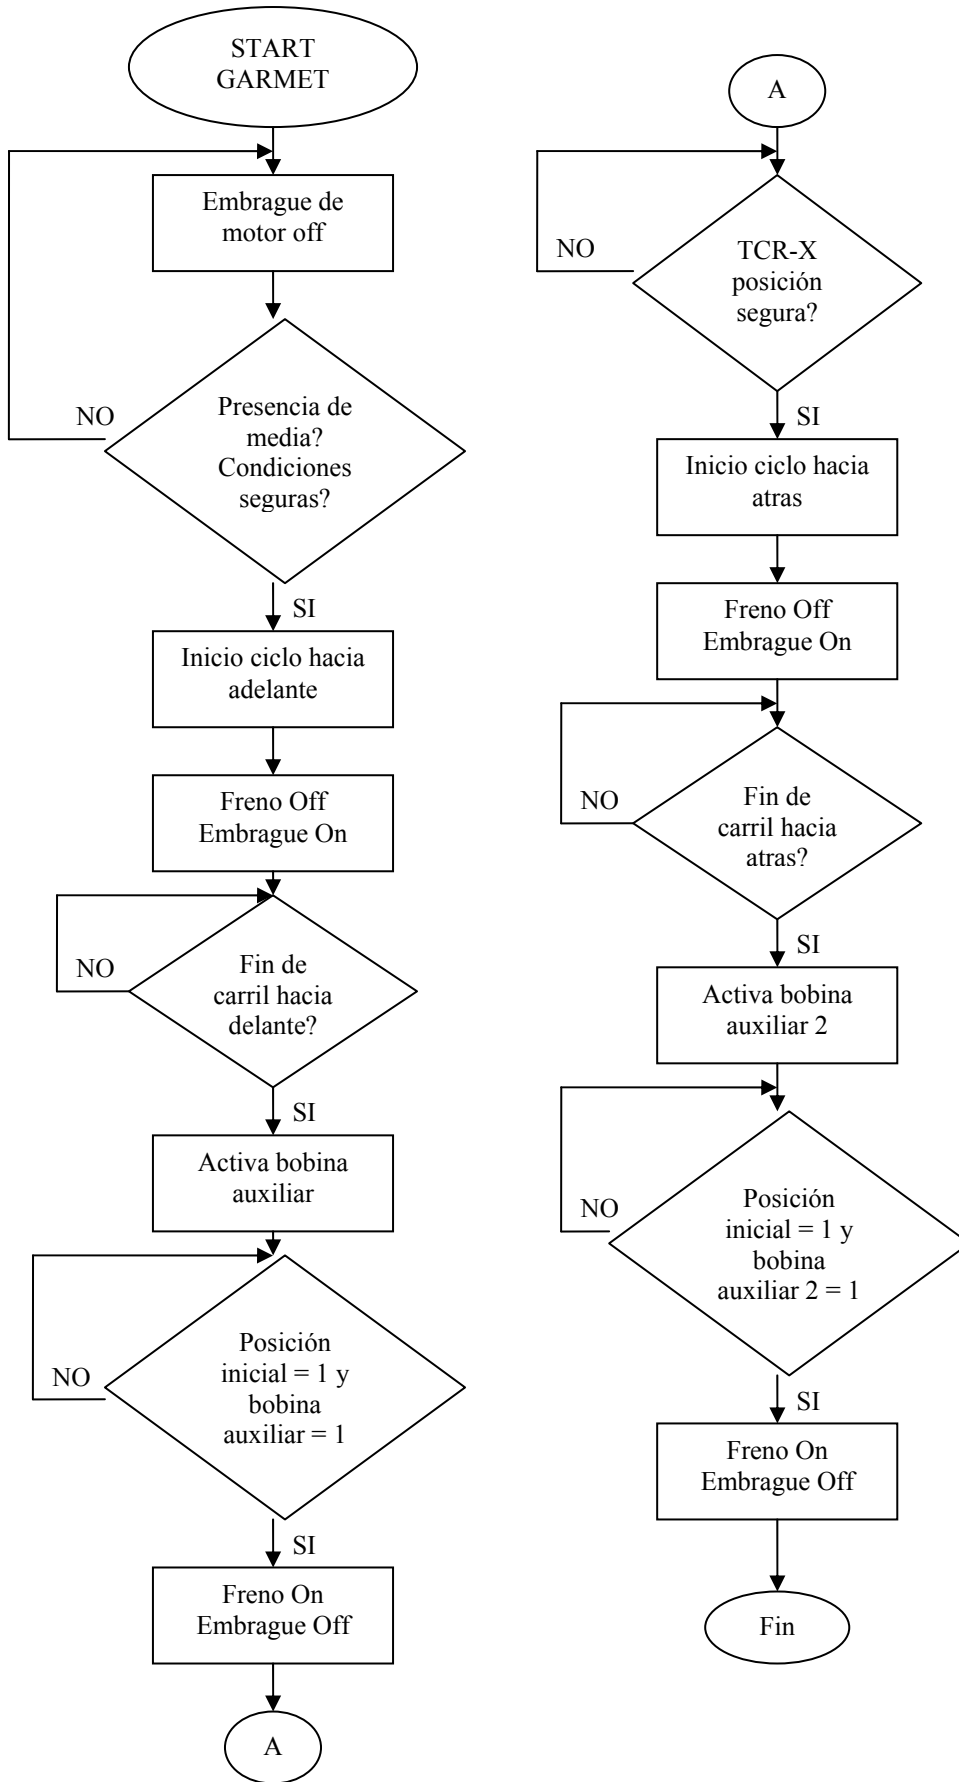 START
GARMET
Embrague de
motor off
NO
Presencia de
media?
Condiciones
seguras?
SI
Inicio ciclo hacia
adelante
Freno Off
Embrague On
NO
Fin de
carril hacia
delante?
SI
Activa bobina
auxiliar
NO
Posición
inicial = 1 y
bobina
auxiliar = 1
SI
Freno On
Embrague Off
A
A
NO
TCR-X
posición
segura?
SI
Inicio ciclo hacia
atras
Freno Off
Embrague On
NO
Fin de
carril hacia
atras?
SI
Activa bobina
auxiliar 2
NO
Posición
inicial = 1 y
bobina
auxiliar 2 = 1
SI
Freno On
Embrague Off
Fin